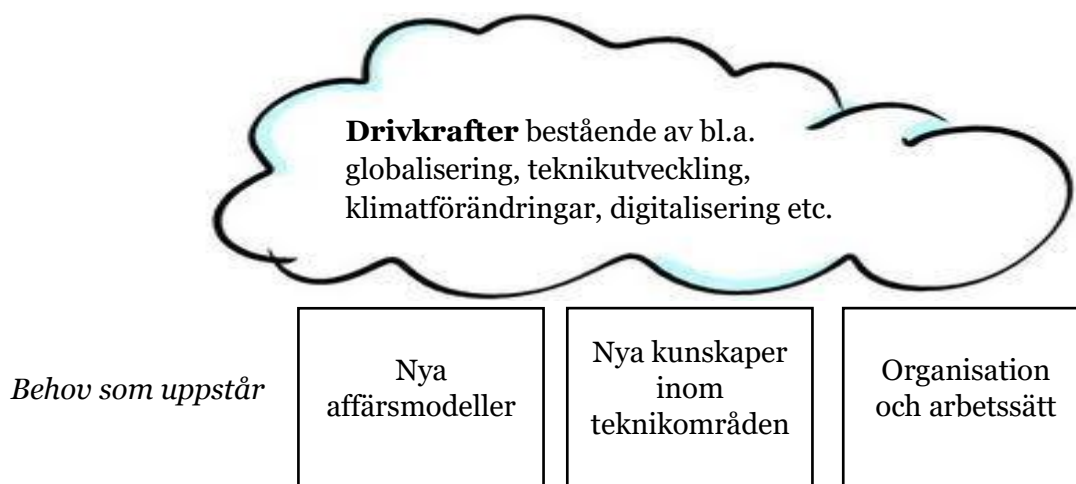 Drivkrafter bestående av bl.a.
globalisering, teknikutveckling,
klimatförändringar, digitalisering etc.
Behov som uppstår
Nya
affärsmodeller
Nya kunskaper
inom
teknikområden
Organisation
och arbetssätt